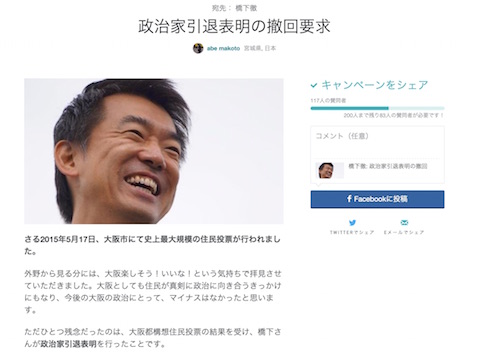 宛先： 橋下徹
政治家引退表明の撤回要求
abe makoto 宮城県, 日本
キャンペーンをシェア
117人の賛同者
200人まで残り83人の賛同者が必要です！
コメント（任意）
橋下徹: 政治家引退表明の撤回
Facebookに投稿
TWITTERでシェア
Eメールでシェア
さる2015年5月17日、大阪市にて史上最大規模の住民投票が行われまし
た。
外野から見る分には、大阪楽しそう！いいな！という気持ちで拝見させ
ていただきました。大阪としても住民が真剣に政治に向き合うきっかけ
にもなり、今後の大阪の政治にとって、マイナスはなかったと思いま
す。
ただひとつ残念だったのは、大阪都構想住民投票の結果を受け、橋下さ
んが政治家引退表明を行ったことです。